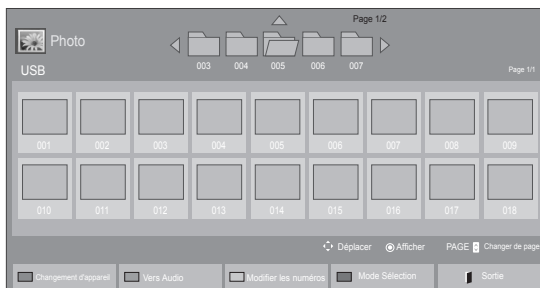 Page 1/2
Photo
003 004 005 006 007
USB
Page 1/1
001 002 003 004 005 006 007 008 009
010 011 012 013 014 015 016 017 018
Déplacer Afficher PAGE Changer de page
Changement d'appareil Vers Audio Modifier les numéros Mode Sélection Sortie